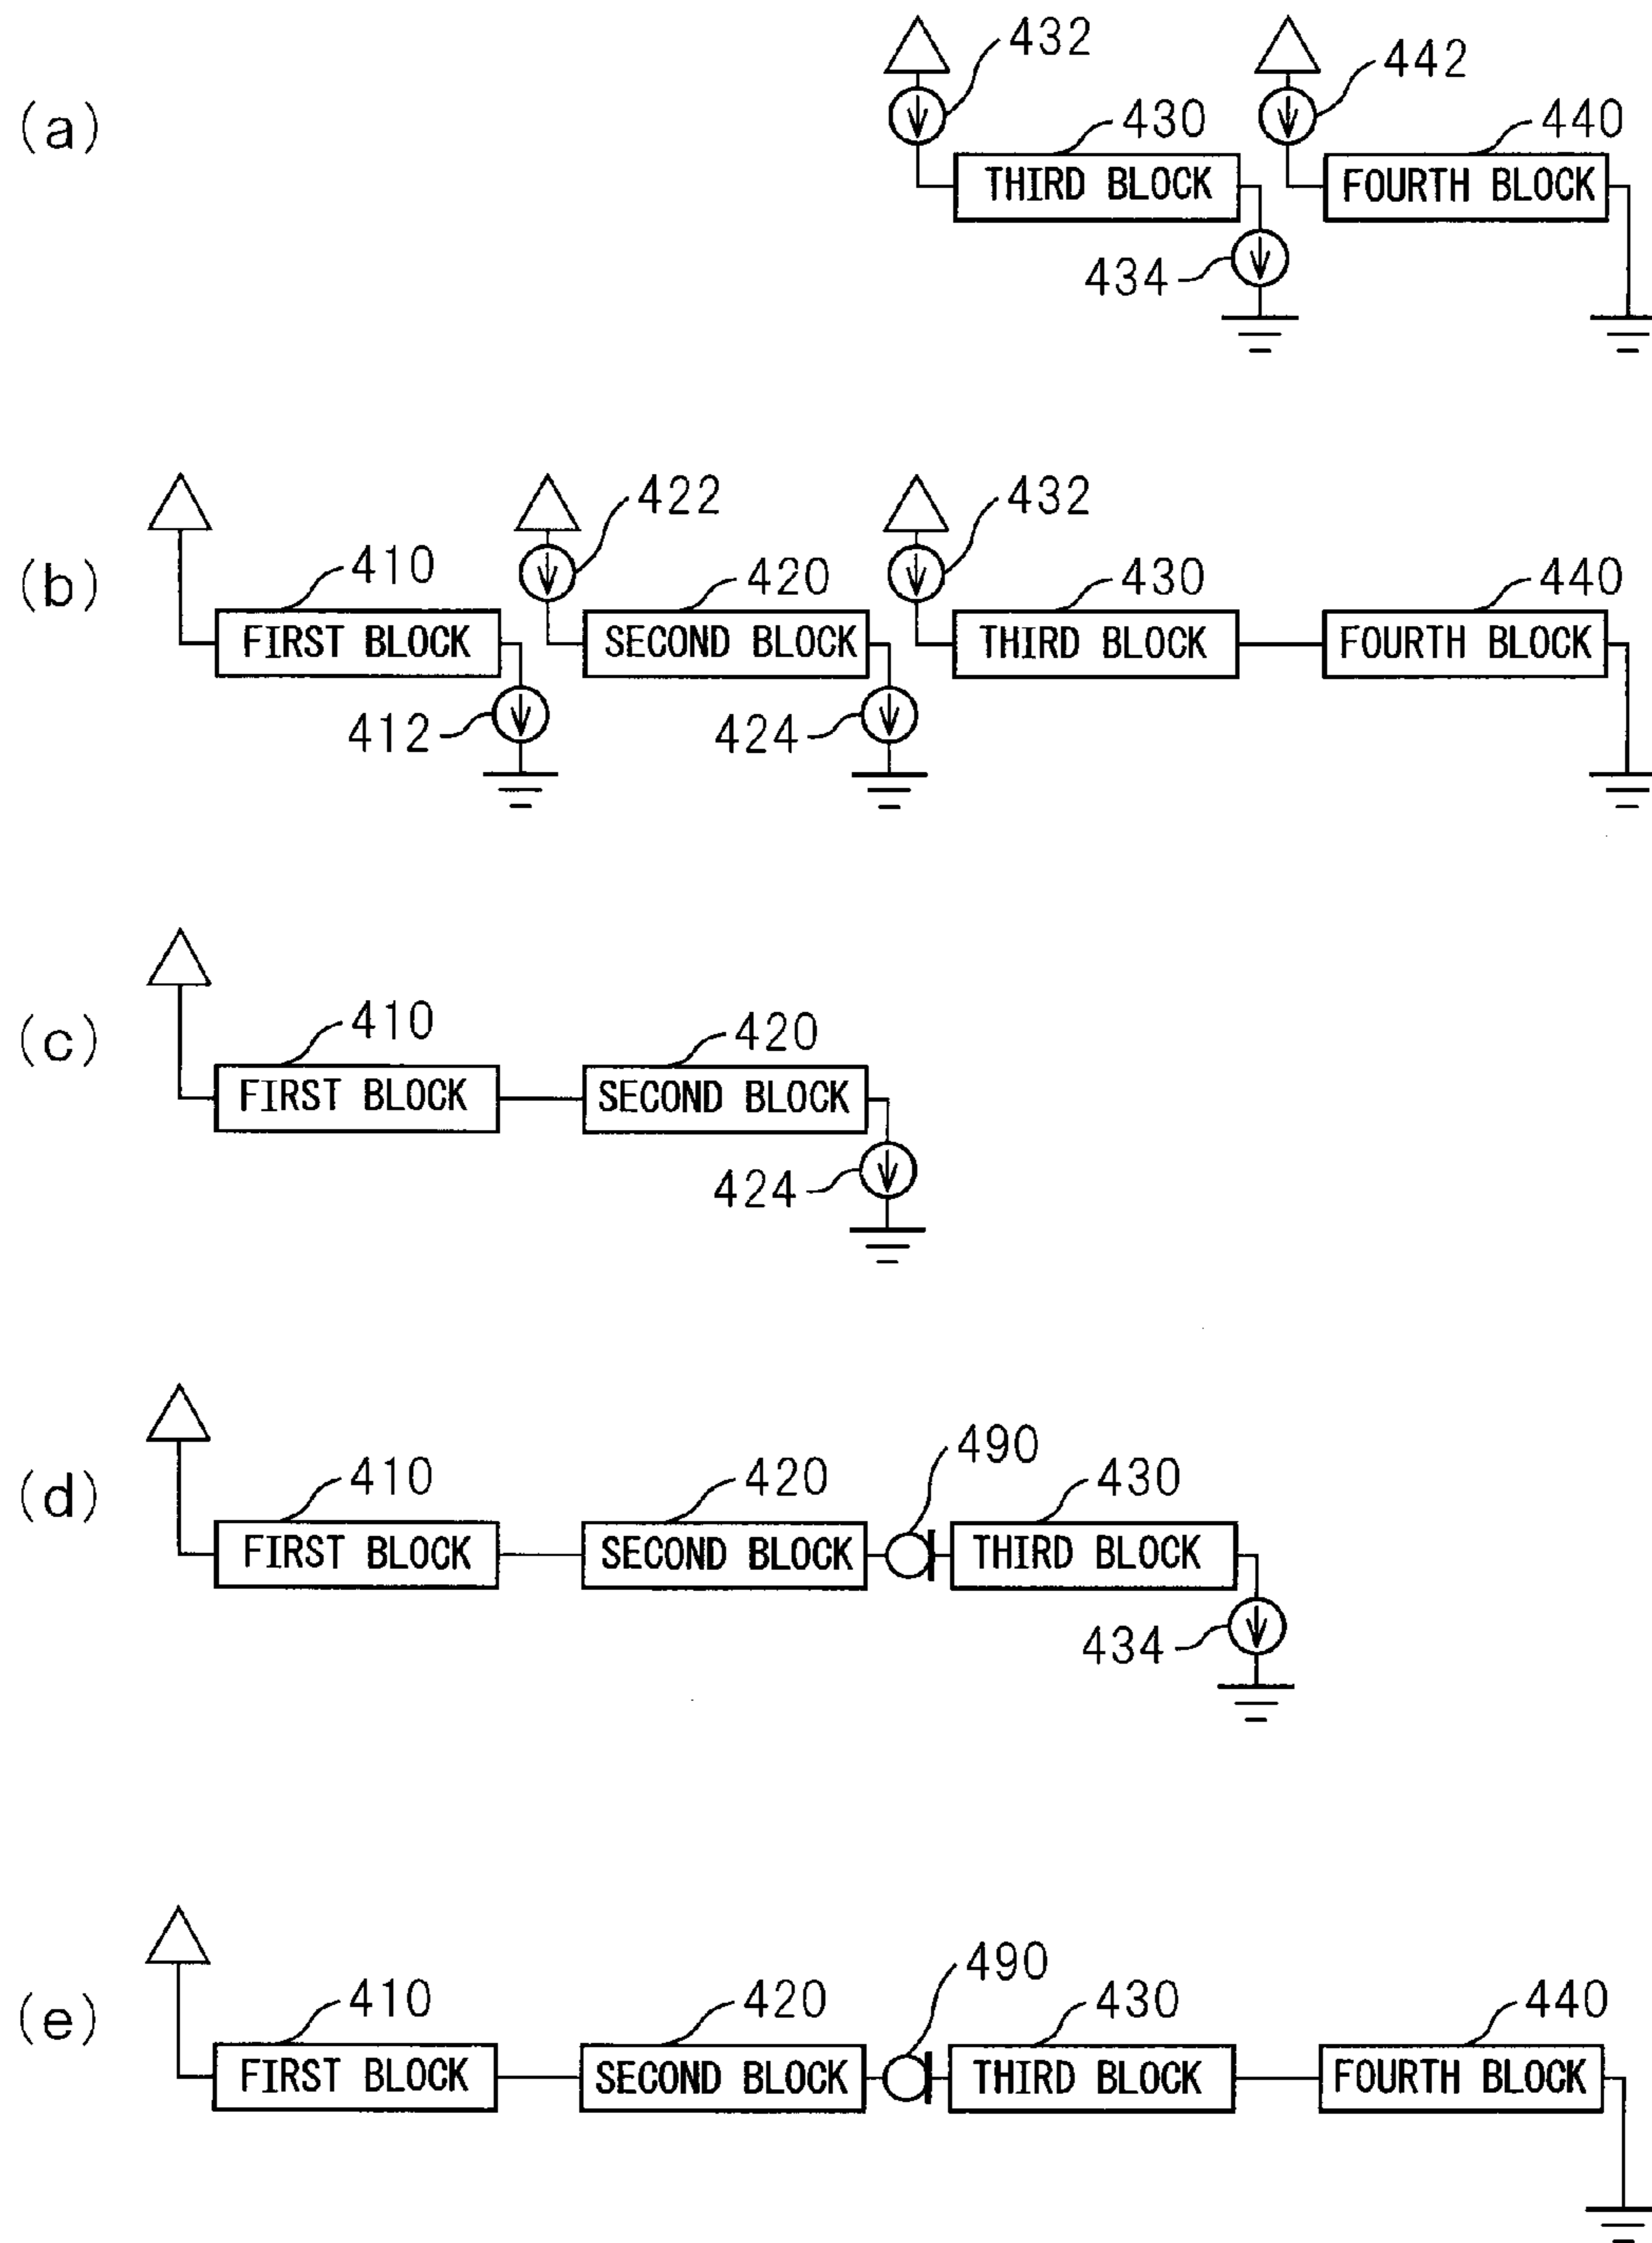 (a)
432
442
430
440
THIRD BLOCK
FOURTH BLOCK
434
(b)
422
432
410
420
430
440
FIRST BLOCK
SECOND BLOCK
THIRD BLOCK
FOURTH BLOCK
412
424
(c)
410
420
FIRST BLOCK
SECOND BLOCK
424
(d)
410
420
490
430
FIRST BLOCK
SECOND BLOCK
THIRD BLOCK
434
(e)
410
420
490
430
440
FIRST BLOCK
SECOND BLOCK
THIRD BLOCK
FOURTH BLOCK